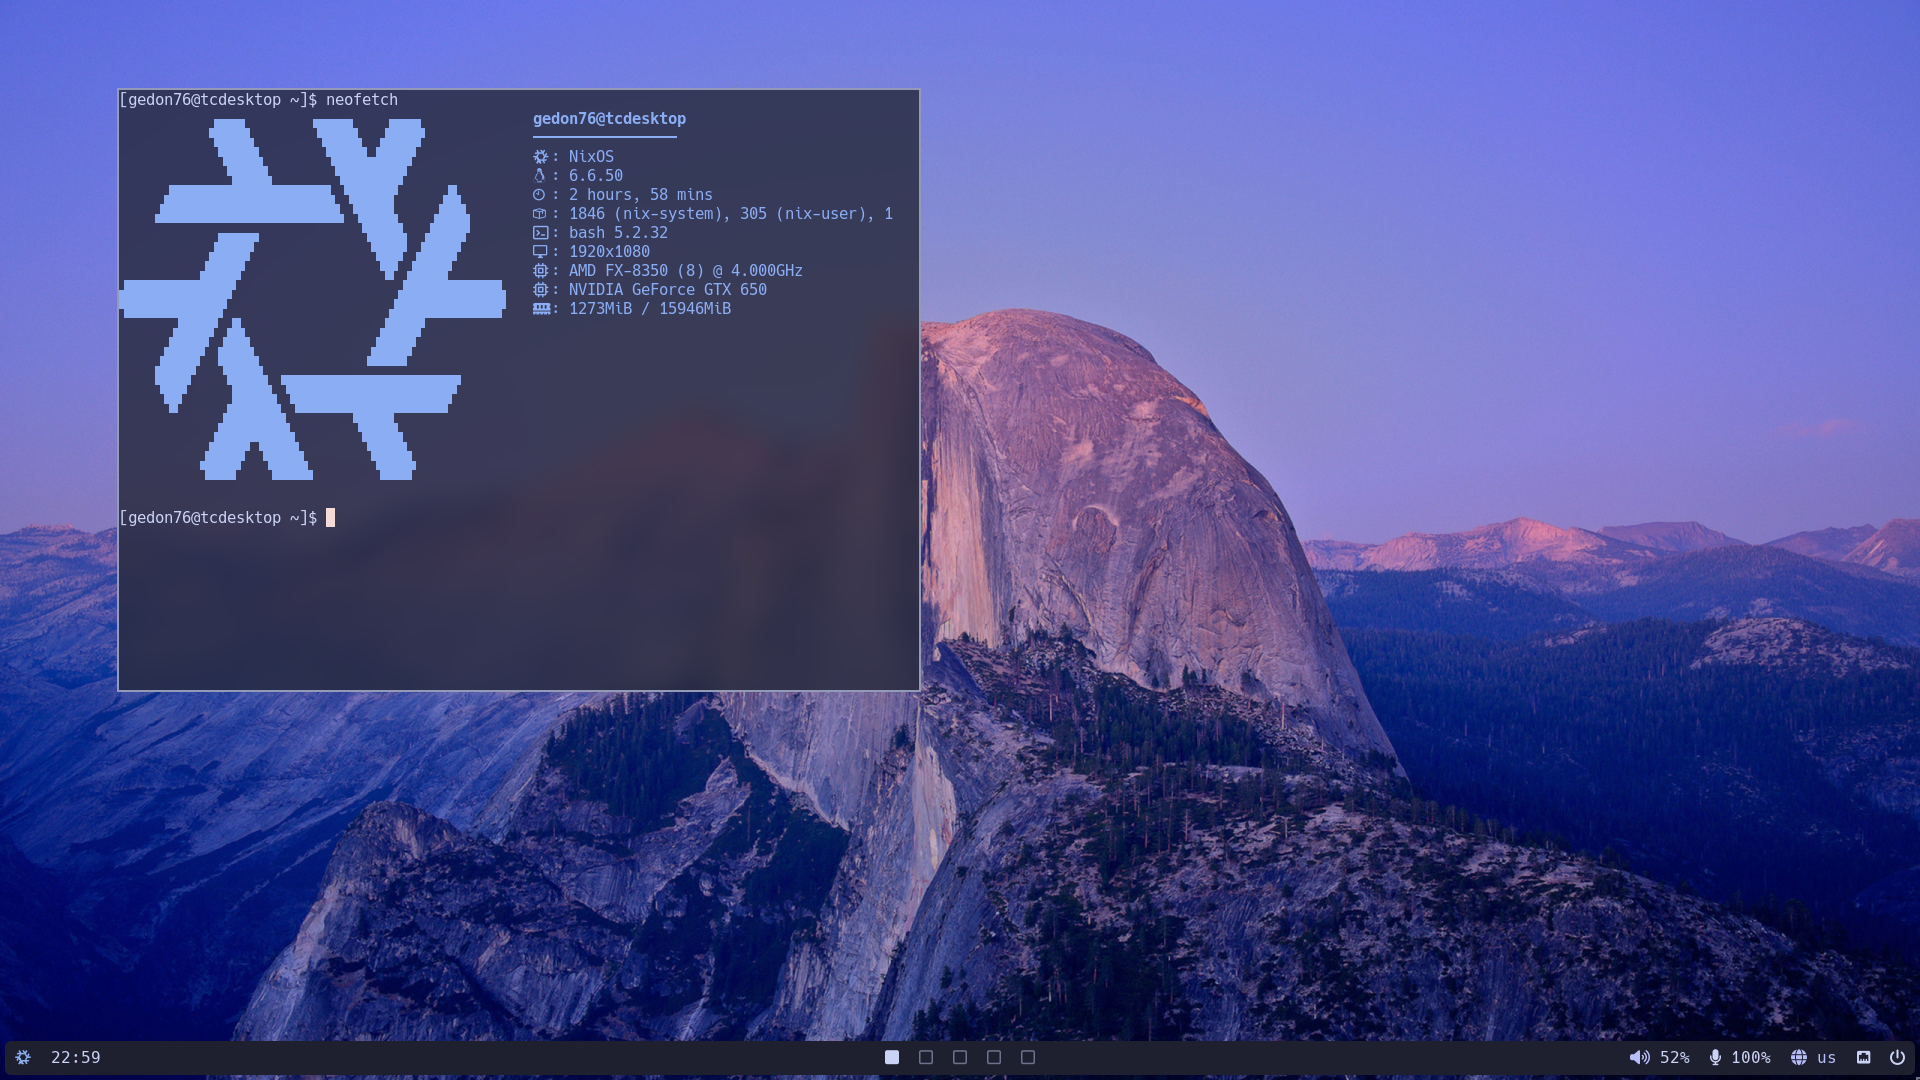 [gedon76@tcdesktop ~]$ neofetch
gedon76@tcdesktop
: NixOS
: 6.6.50
: 2 hours, 58 mins
: 1846 (nix-system), 305 (nix-user), 1
: bash 5.2.32
: 1920x1080
: AMD FX-8350 (8) @ 4.000GHz
: NVIDIA GeForce GTX 650
: 1273MiB / 15946MiB
[gedon76@tcdesktop ~]$
22:59
52% 100% us